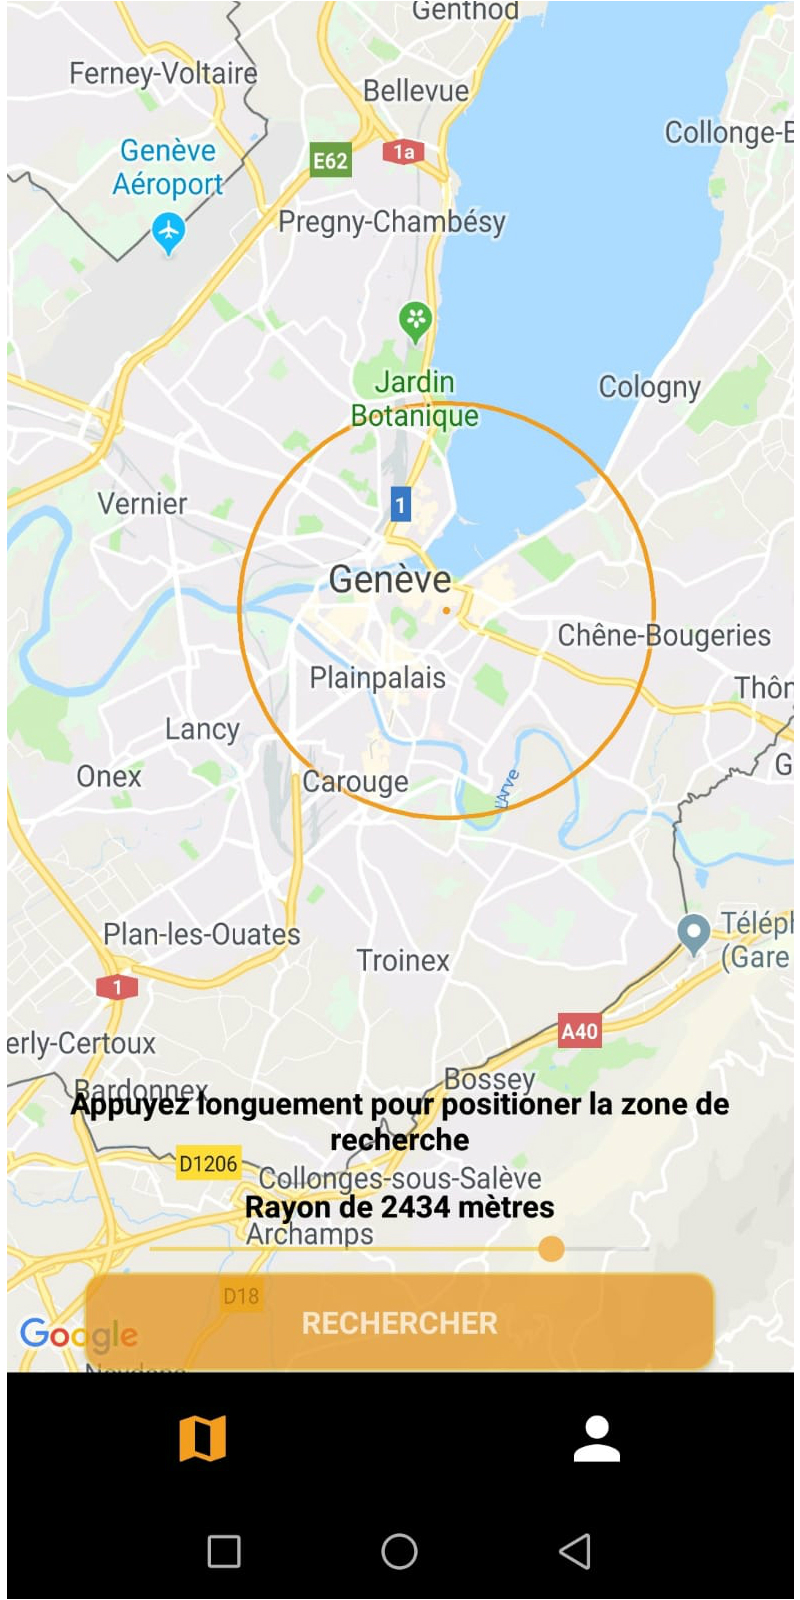 Genthod
Ferney-Voltaire
Bellevue
Collonge-B
Genève
Aéroport
E62
1a
Pregny-Chambésy
Jardin
Botanique
Cologny
Vernier
1
Genève
Chêne-Bougeries
Plainpalais
Thôn
Lancy
G
Onex
Carouge
L'Arve
Plan-les-Ouates
Téléph
(Gare
Troinex
1
A40
erly-Certoux
Bossey
Bardonnex
Appuyez longuement pour positioner la zone de
recherche
D1206
Collonges-sous-Salève
Rayon de 2434 mètres
Archamps
D18
RECHERCHER
Google